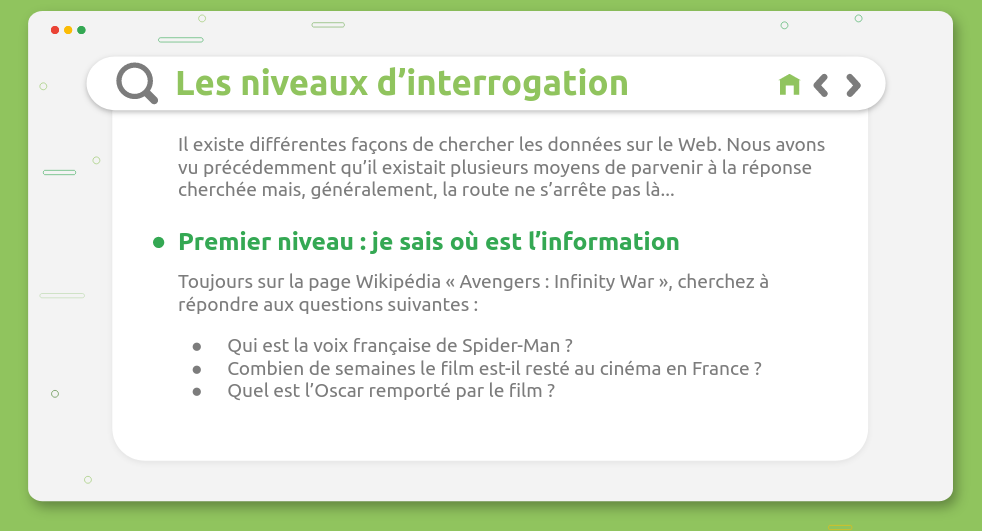 Les niveaux d’interrogation
Il existe différentes façons de chercher les données sur le Web. Nous avons
vu précédemment qu’il existait plusieurs moyens de parvenir à la réponse
cherchée mais, généralement, la route ne s’arrête pas là...
● Premier niveau : je sais où est l’information
Toujours sur la page Wikipédia « Avengers : Infinity War », cherchez à
répondre aux questions suivantes :
● Qui est la voix française de Spider-Man ?
● Combien de semaines le film est-il resté au cinéma en France ?
● Quel est l’Oscar remporté par le film ?